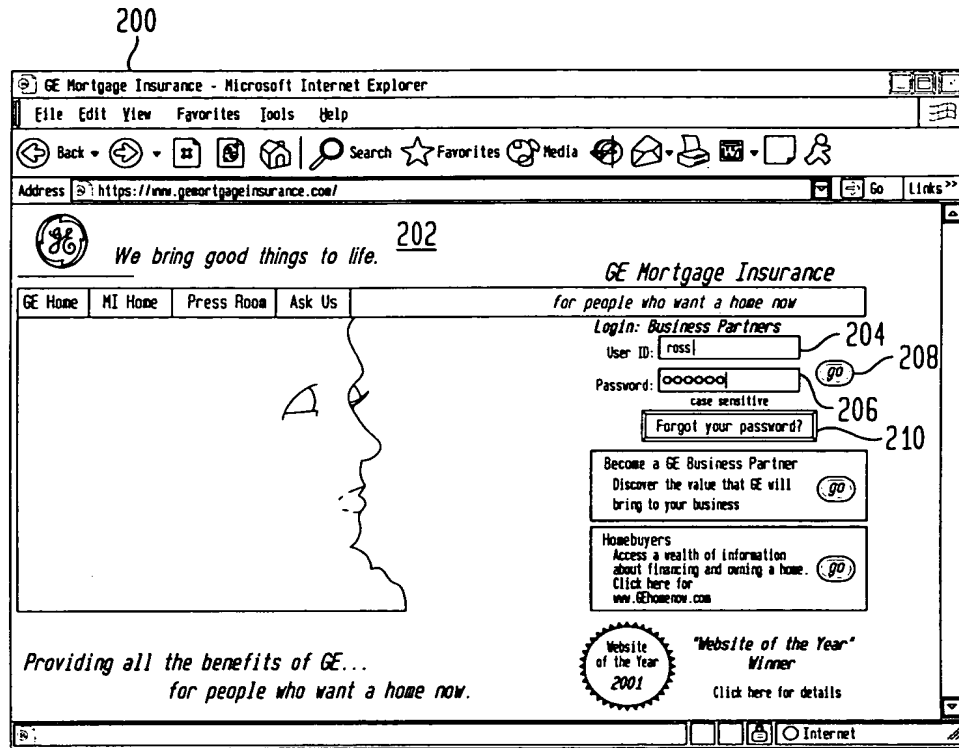 200
GE Mortgage Insurance - Microsoft Internet Explorer
File Edit View Favorites Tools Help
Back Search Favorites Media
Address https://www.gemortgageinsurance.com/ Go Links >>
GE We bring good things to life. 202
GE Mortgage Insurance
GE Home MI Home Press Room Ask Us for people who want a home now
Login: Business Partners
User ID: ross 204
go 208
Password: oooooo
case sensitive 206
Forgot your password? 210
Become a GE Business Partner
Discover the value that GE will
bring to your business
go
Homebuyers
Access a wealth of information
about financing and owning a home.
Click here for
www.GEhomenow.com
go
Providing all the benefits of GE...
for people who want a home now.
Website
of the Year
2001
"Website of the Year"
Winner
Click here for details
Internet